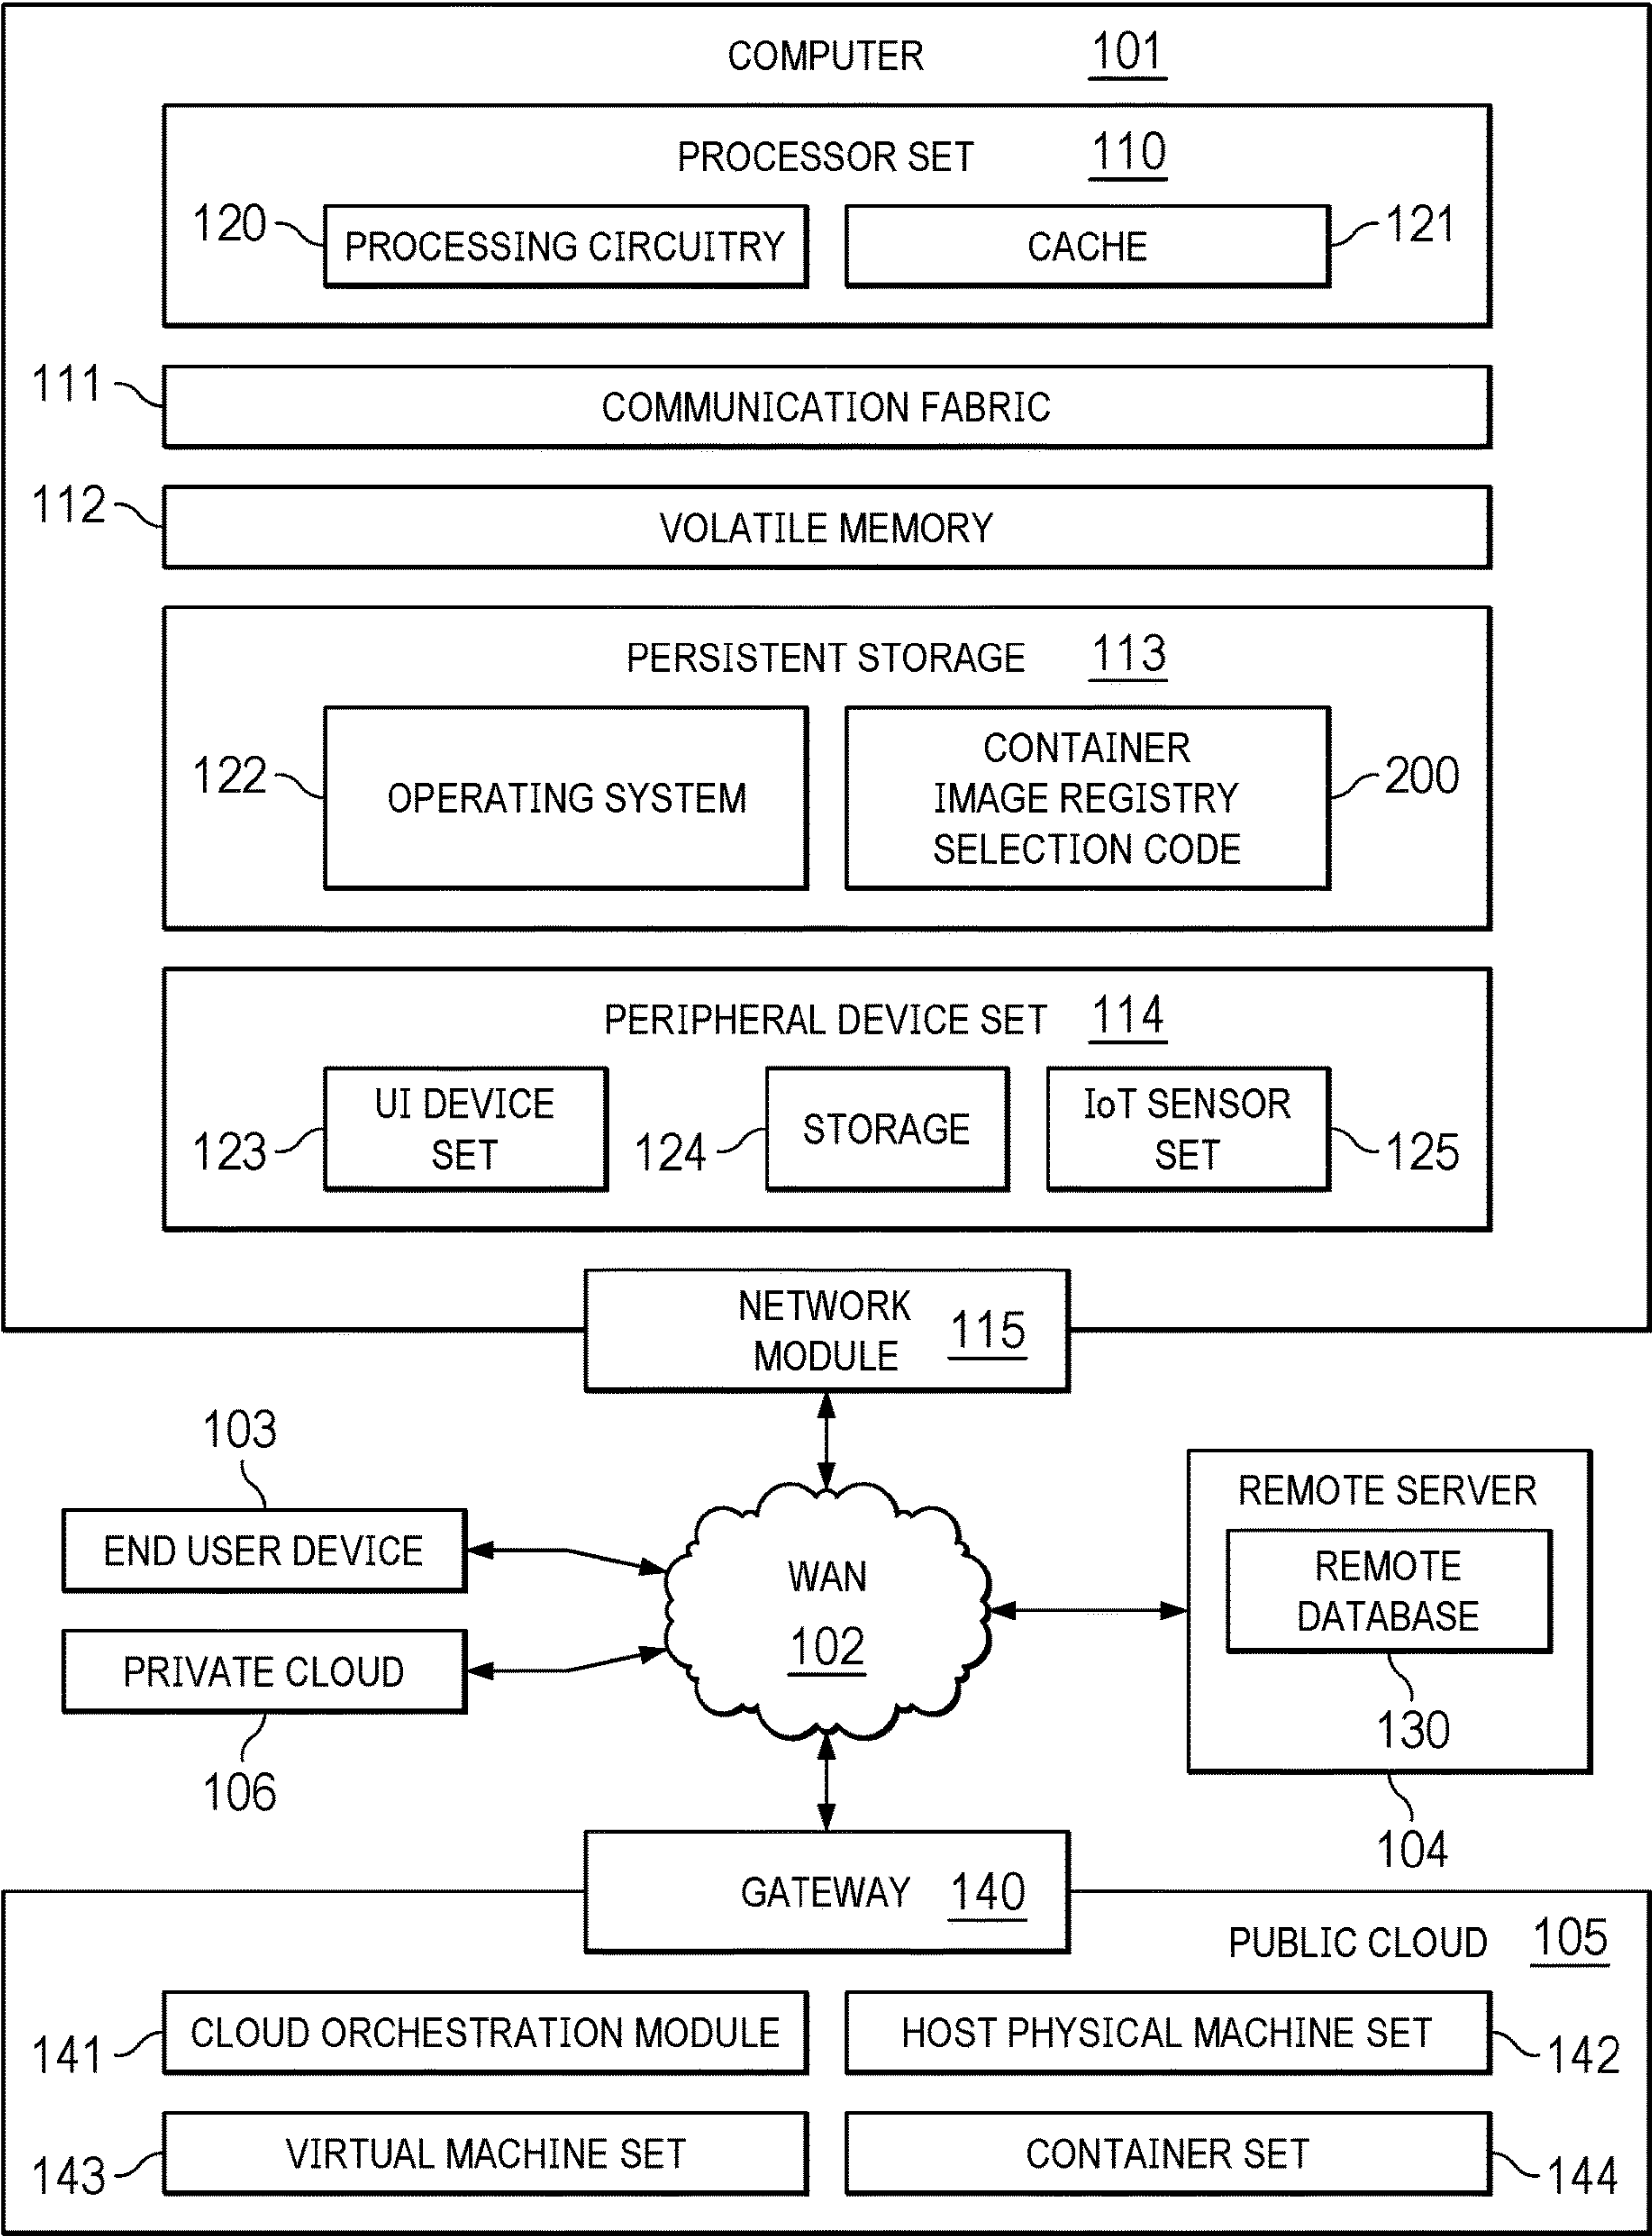 COMPUTER 101
PROCESSOR SET 110
120 PROCESSING CIRCUITRY
CACHE 121
111 COMMUNICATION FABRIC
112 VOLATILE MEMORY
PERSISTENT STORAGE 113
122 OPERATING SYSTEM
CONTAINER
IMAGE REGISTRY
SELECTION CODE
200
PERIPHERAL DEVICE SET 114
123
UI DEVICE
SET
124 STORAGE
IoT SENSOR
SET
125
NETWORK
MODULE
115
103
END USER DEVICE
PRIVATE CLOUD
106
WAN
102
REMOTE SERVER
REMOTE
DATABASE
130
104
GATEWAY 140
PUBLIC CLOUD 105
141 CLOUD ORCHESTRATION MODULE
HOST PHYSICAL MACHINE SET 142
143 VIRTUAL MACHINE SET
CONTAINER SET 144